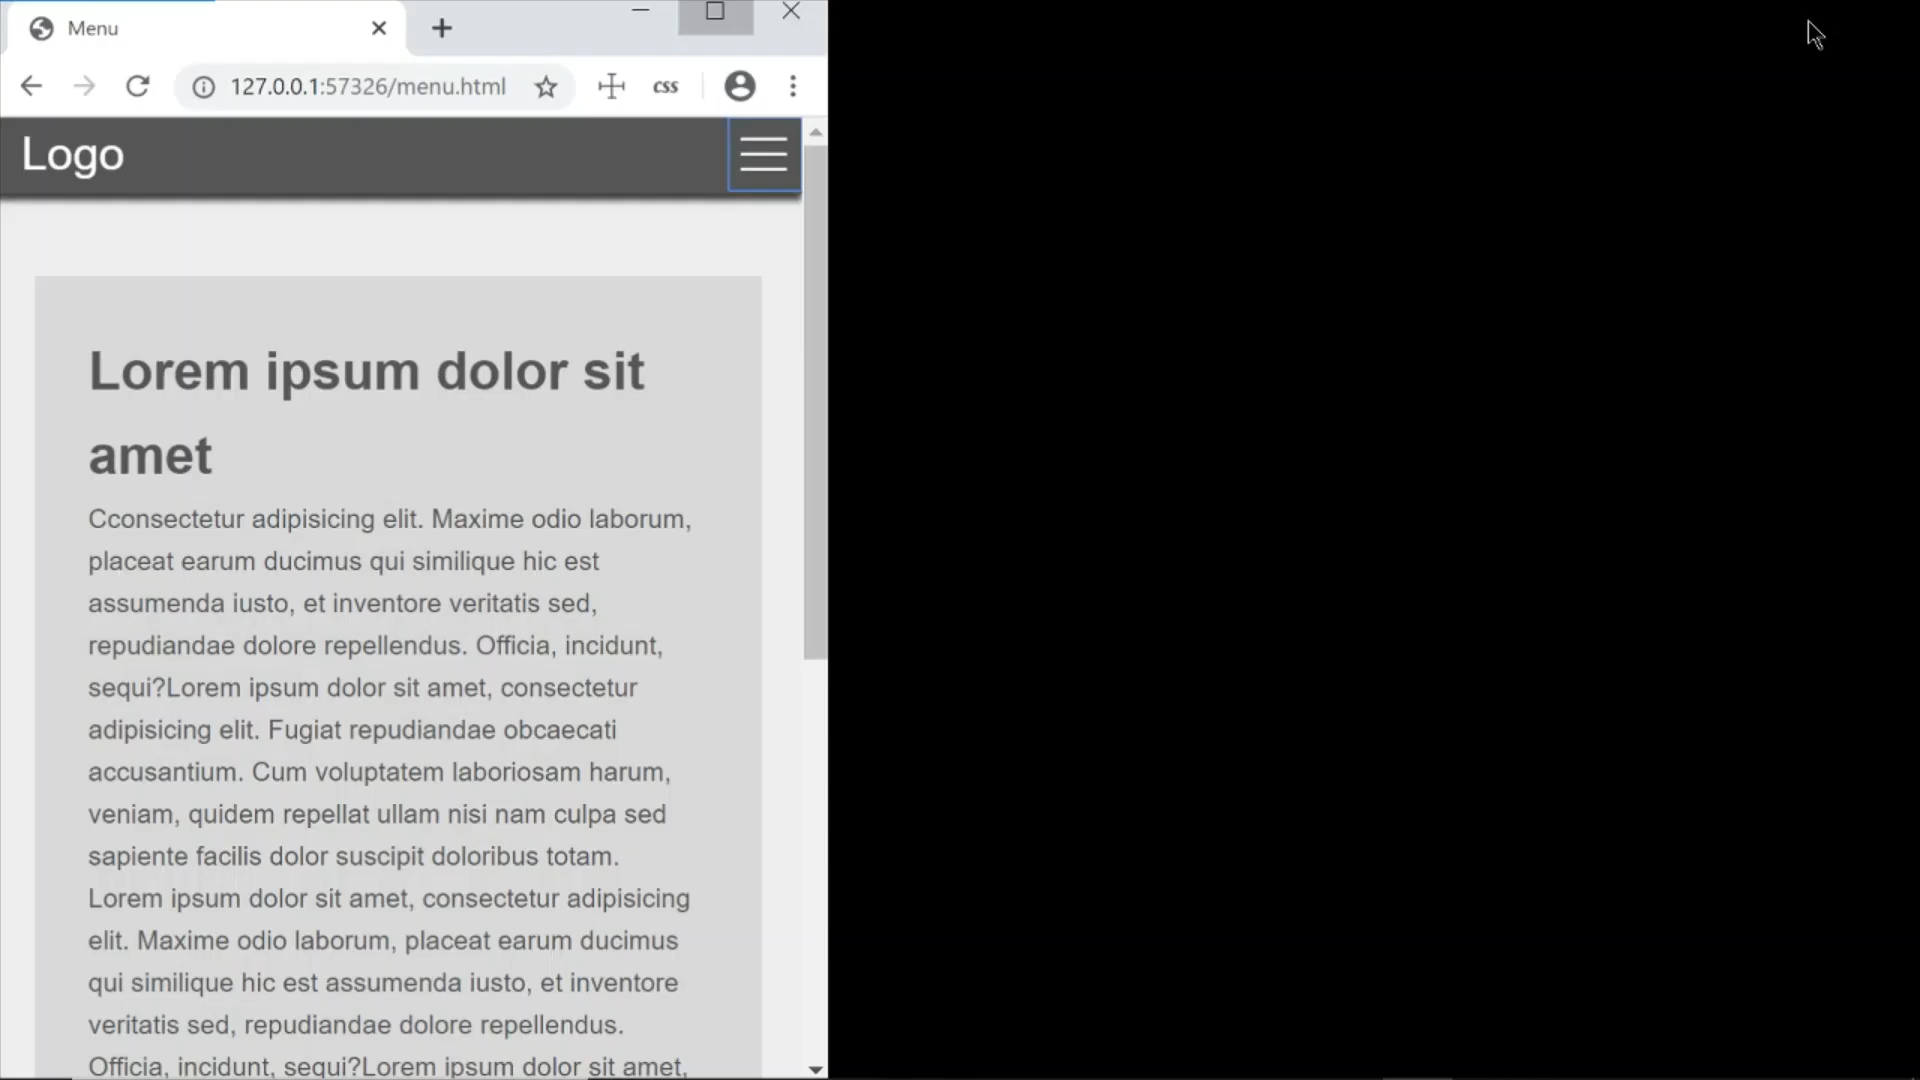 Menu
127.0.0.1:57326/menu.html
css
Logo
Lorem ipsum dolor sit
amet
Cconsectetur adipisicing elit. Maxime odio laborum,
placeat earum ducimus qui similique hic est
assumenda iusto, et inventore veritatis sed,
repudiandae dolore repellendus. Officia, incidunt,
sequi?Lorem ipsum dolor sit amet, consectetur
adipisicing elit. Fugiat repudiandae obcaecati
accusantium. Cum voluptatem laboriosam harum,
veniam, quidem repellat ullam nisi nam culpa sed
sapiente facilis dolor suscipit doloribus totam.
Lorem ipsum dolor sit amet, consectetur adipisicing
elit. Maxime odio laborum, placeat earum ducimus
qui similique hic est assumenda iusto, et inventore
veritatis sed, repudiandae dolore repellendus.
Officia, incidunt, sequi?Lorem ipsum dolor sit amet,